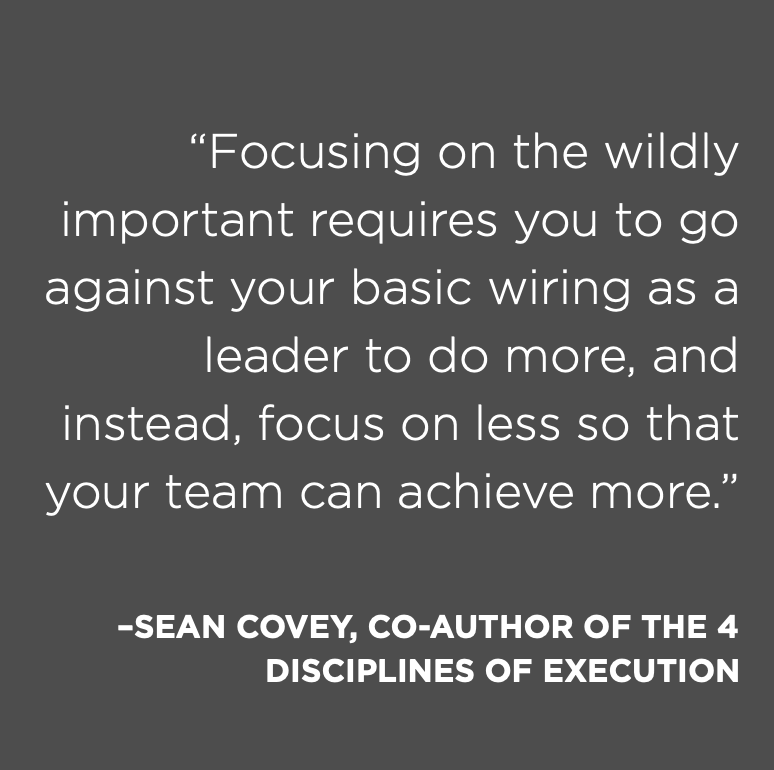 “Focusing on the wildly
important requires you to go
against your basic wiring as a
leader to do more, and
instead, focus on less so that
your team can achieve more.”
–SEAN COVEY, CO-AUTHOR OF THE 4
DISCIPLINES OF EXECUTION